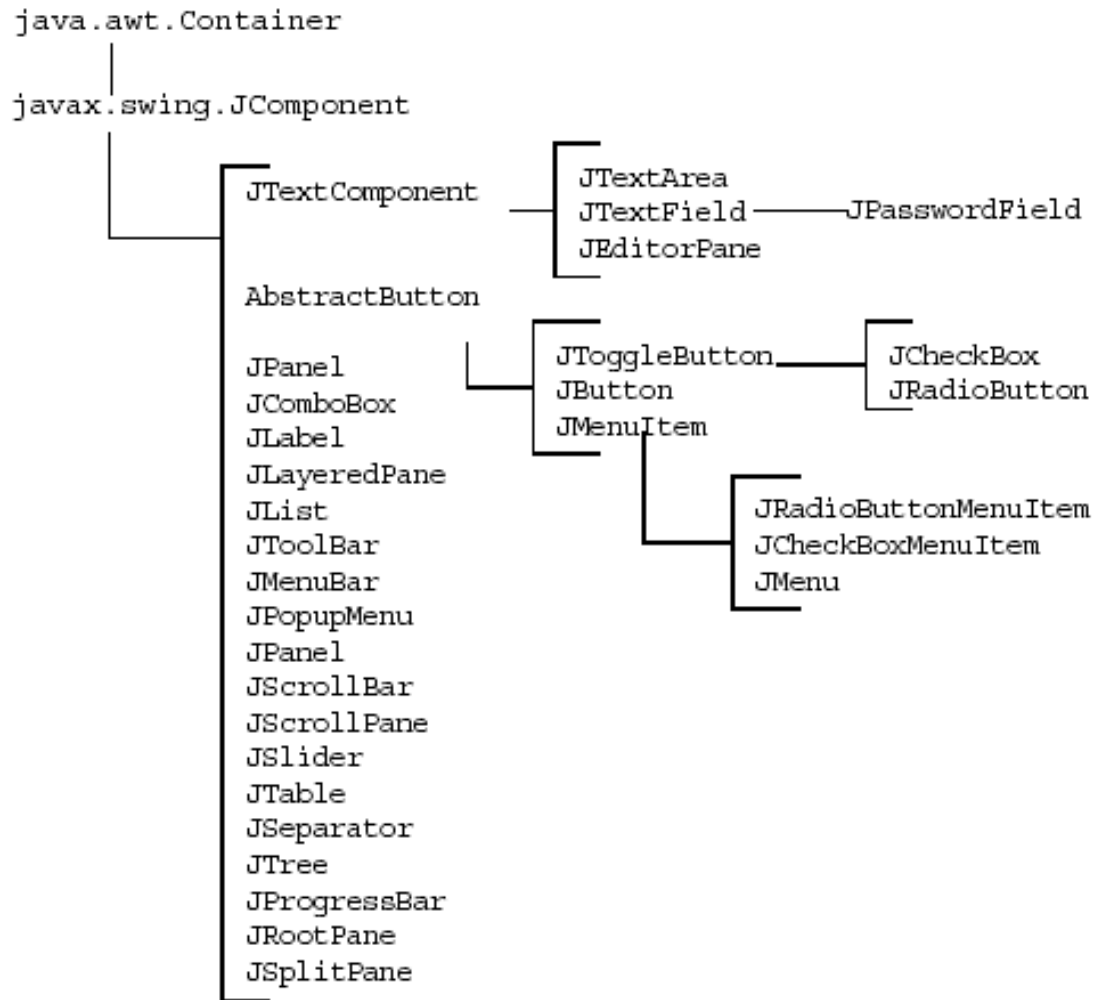 java.awt.Container
javax.swing.JComponent
JTextComponent
JTextArea
JTextField
JPasswordField
JEditorPane
AbstractButton
JToggleButton
JButton
JMenuItem
JCheckBox
JRadioButton
JRadioButtonMenuItem
JCheckBoxMenuItem
JMenu
JPanel
JComboBox
JLabel
JLayeredPane
JList
JToolBar
JMenuBar
JPopupMenu
JPanel
JScrollBar
JScrollPane
JSlider
JTable
JSeparator
JTree
JProgressBar
JRootPane
JSplitPane